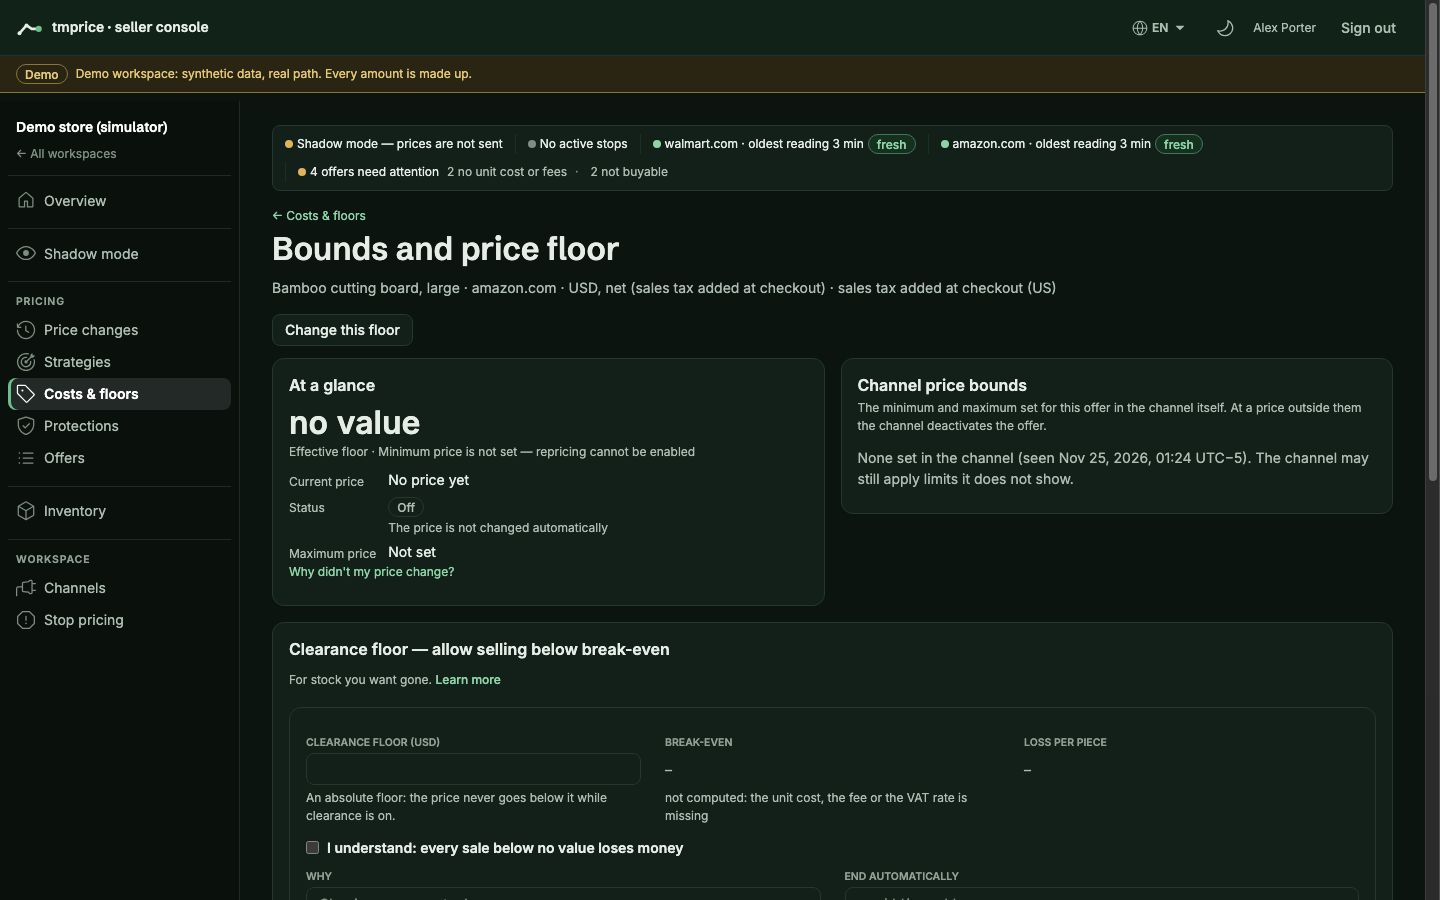 tmprice · seller console
EN
Alex Porter
Sign out
Demo
Demo workspace: synthetic data, real path. Every amount is made up.
Demo store (simulator)
← All workspaces
Overview
Shadow mode
PRICING
Price changes
Strategies
Costs & floors
Protections
Offers
Inventory
WORKSPACE
Channels
Stop pricing
Shadow mode — prices are not sent
No active stops
walmart.com · oldest reading 3 min fresh
amazon.com · oldest reading 3 min fresh
4 offers need attention 2 no unit cost or fees · 2 not buyable
← Costs & floors
Bounds and price floor
Bamboo cutting board, large · amazon.com · USD, net (sales tax added at checkout) · sales tax added at checkout (US)
Change this floor
At a glance
no value
Effective floor · Minimum price is not set — repricing cannot be enabled
Current price No price yet
Status Off
The price is not changed automatically
Maximum price Not set
Why didn't my price change?
Channel price bounds
The minimum and maximum set for this offer in the channel itself. At a price outside them
the channel deactivates the offer.
None set in the channel (seen Nov 25, 2026, 01:24 UTC−5). The channel may
still apply limits it does not show.
Clearance floor — allow selling below break-even
For stock you want gone. Learn more
CLEARANCE FLOOR (USD)
An absolute floor: the price never goes below it while
clearance is on.
BREAK-EVEN
–
not computed: the unit cost, the fee or the VAT rate is
missing
LOSS PER PIECE
–
I understand: every sale below no value loses money
WHY
END AUTOMATICALLY